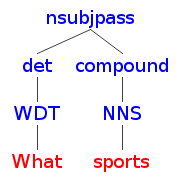 nsubjpass
det compound
WDT NNS
What sports